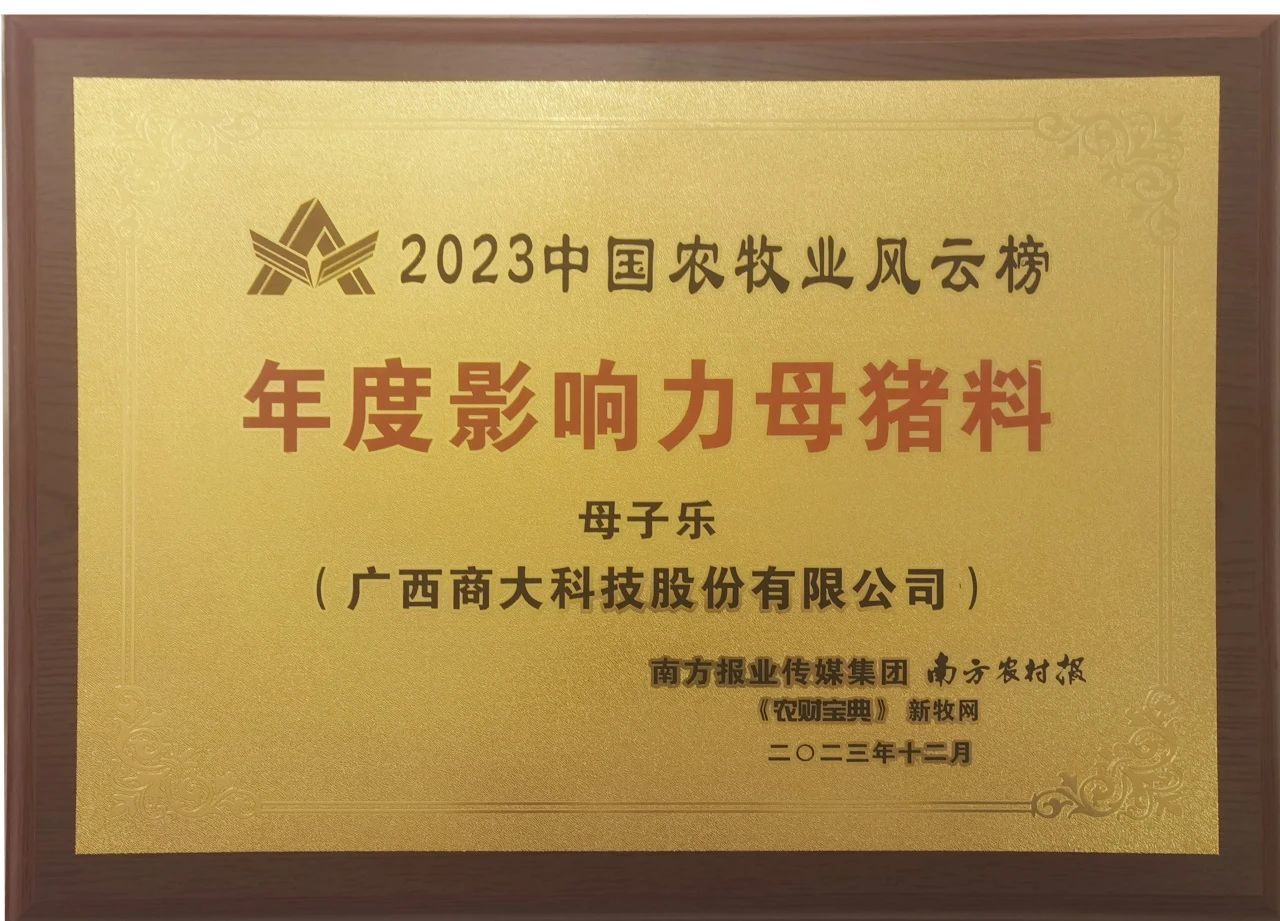 2023中国农牧业风云榜
年度影响力母猪料
母子乐
（广西商大科技股份有限公司）
南方报业传媒集团 南方农村报
《农财宝典》 新牧网
二〇二三年十二月